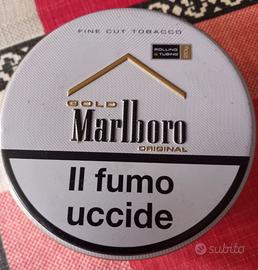 FINE CUT TOBACCO
ROLLING
& TUBING
GOLD
Marlboro
ORIGINAL
Il fumo
uccide
subito